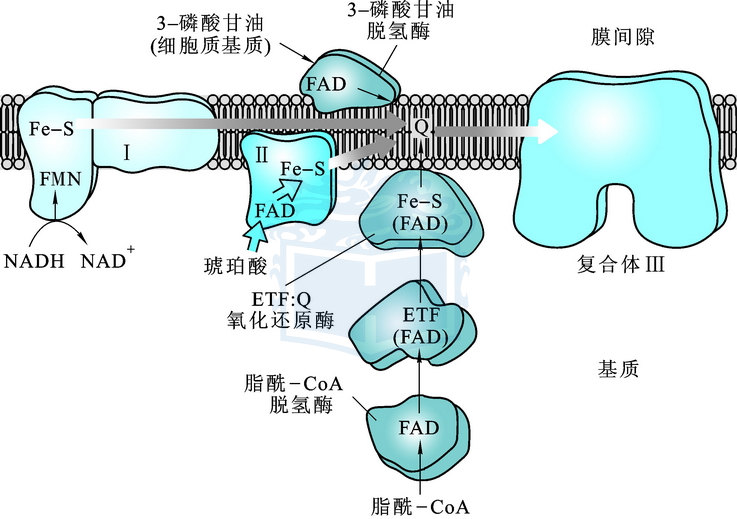 3-磷酸甘油
(细胞质基质)
3-磷酸甘油
脱氢酶
膜间隙
FAD
Fe-S
I
FMN
NADH
NAD+
II
Fe-S
FAD
琥珀酸
Q
Fe-S
(FAD)
ETF:Q
氧化还原酶
复合体III
ETF
(FAD)
基质
脂酰-CoA
脱氢酶
FAD
脂酰-CoA